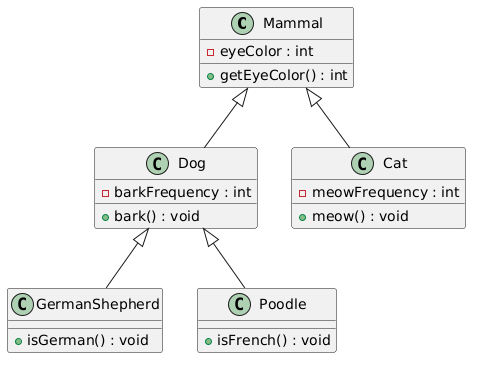 C Mammal
eyeColor : int
getEyeColor() : int
C Dog
barkFrequency : int
bark() : void
C Cat
meowFrequency : int
meow() : void
C GermanShepherd
isGerman() : void
C Poodle
isFrench() : void